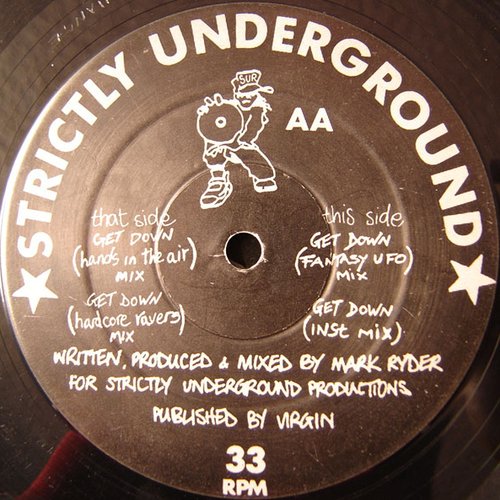 ★ STRICTLY UNDERGROUND ★
SUR
AA
that side
GET DOWN
(hands in the air)
MIX
GET DOWN
(hardcore ravers)
MIX
this side
GET DOWN
(FANTASY UFO)
MIX
GET DOWN
(INST MIX)
WRITTEN, PRODUCED & MIXED BY MARK RYDER
FOR STRICTLY UNDERGROUND PRODUCTIONS
PUBLISHED BY VIRGIN
33
RPM